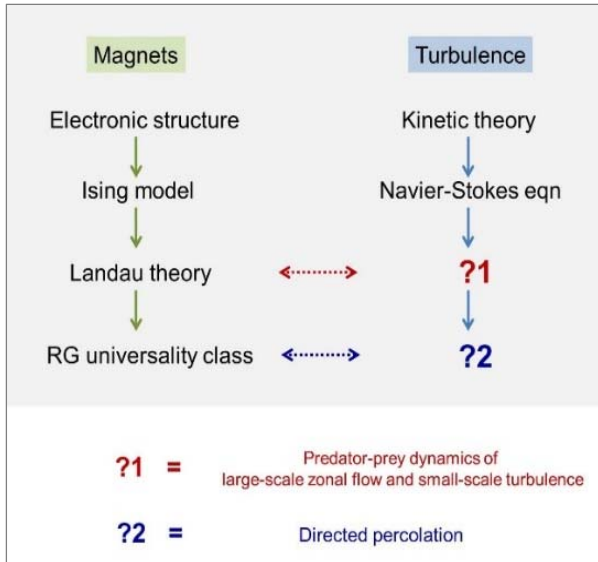 Magnets Turbulence
Electronic structure Kinetic theory
Ising model Navier-Stokes eqn
Landau theory ?1
RG universality class ?2
?1 = Predator-prey dynamics of
large-scale zonal flow and small-scale turbulence
?2 = Directed percolation